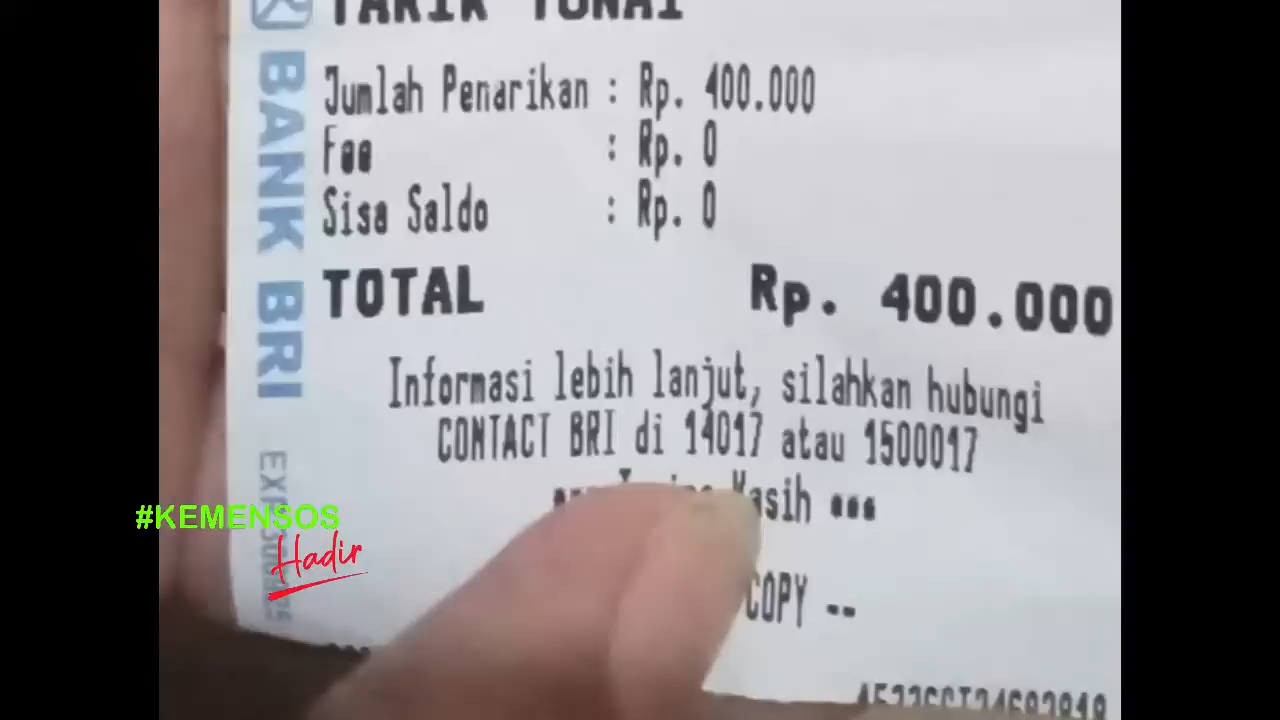 TARIK TUNAI
Jumlah Penarikan : Rp. 400.000
Fee : Rp. 0
Sisa Saldo : Rp. 0
TOTAL Rp. 400.000
Informasi lebih lanjut, silahkan hubungi
CONTACT BRI di 14017 atau 1500017
Kasih ***
COPY --
BANK BRI
#KEMENSOS
Hadir